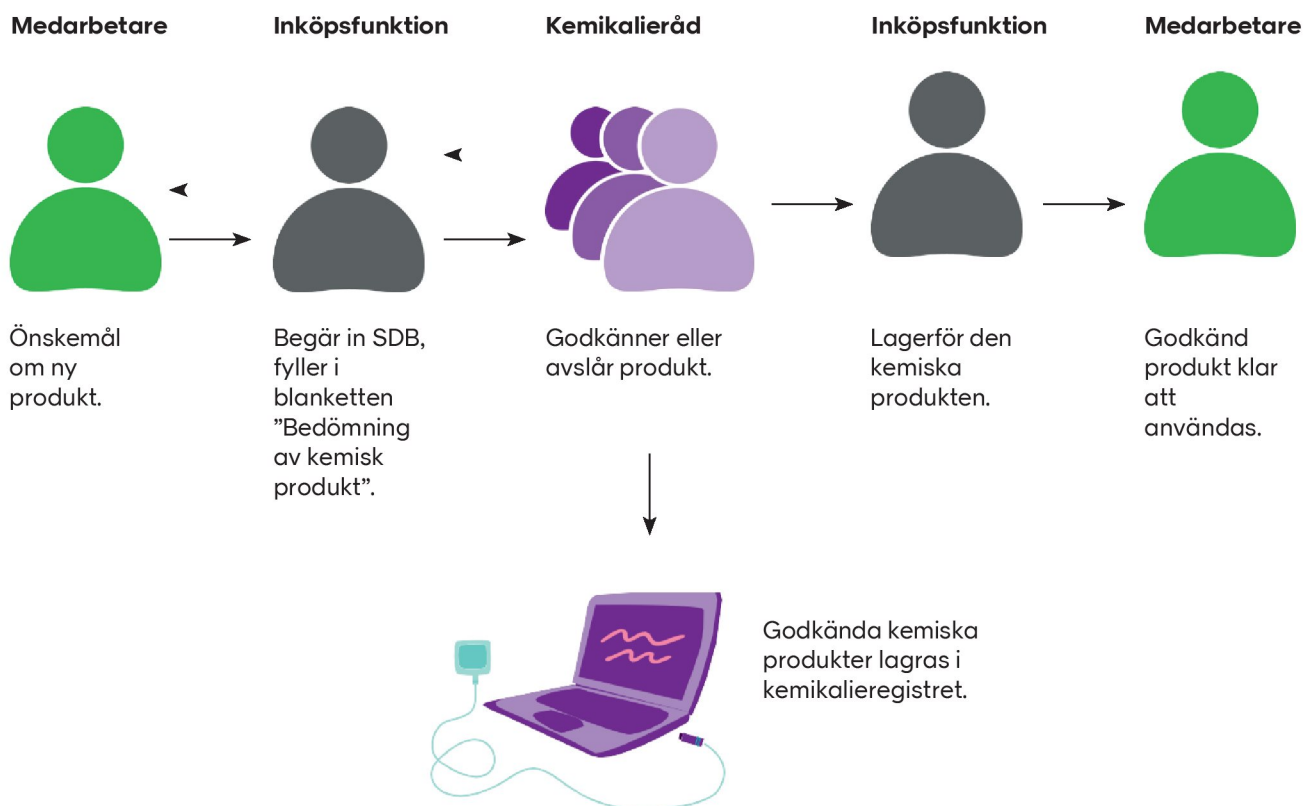 Medarbetare
Inköpsfunktion
Kemikalieråd
Inköpsfunktion
Medarbetare
Önskemål
om ny
produkt.
Begär in SDB,
fyller i
blanketten
”Bedömning
av kemisk
produkt”.
Godkänner eller
avslår produkt.
Lagerför den
kemiska
produkten.
Godkänd
produkt klar
att
användas.
Godkända kemiska
produkter lagras i
kemikalieregistret.